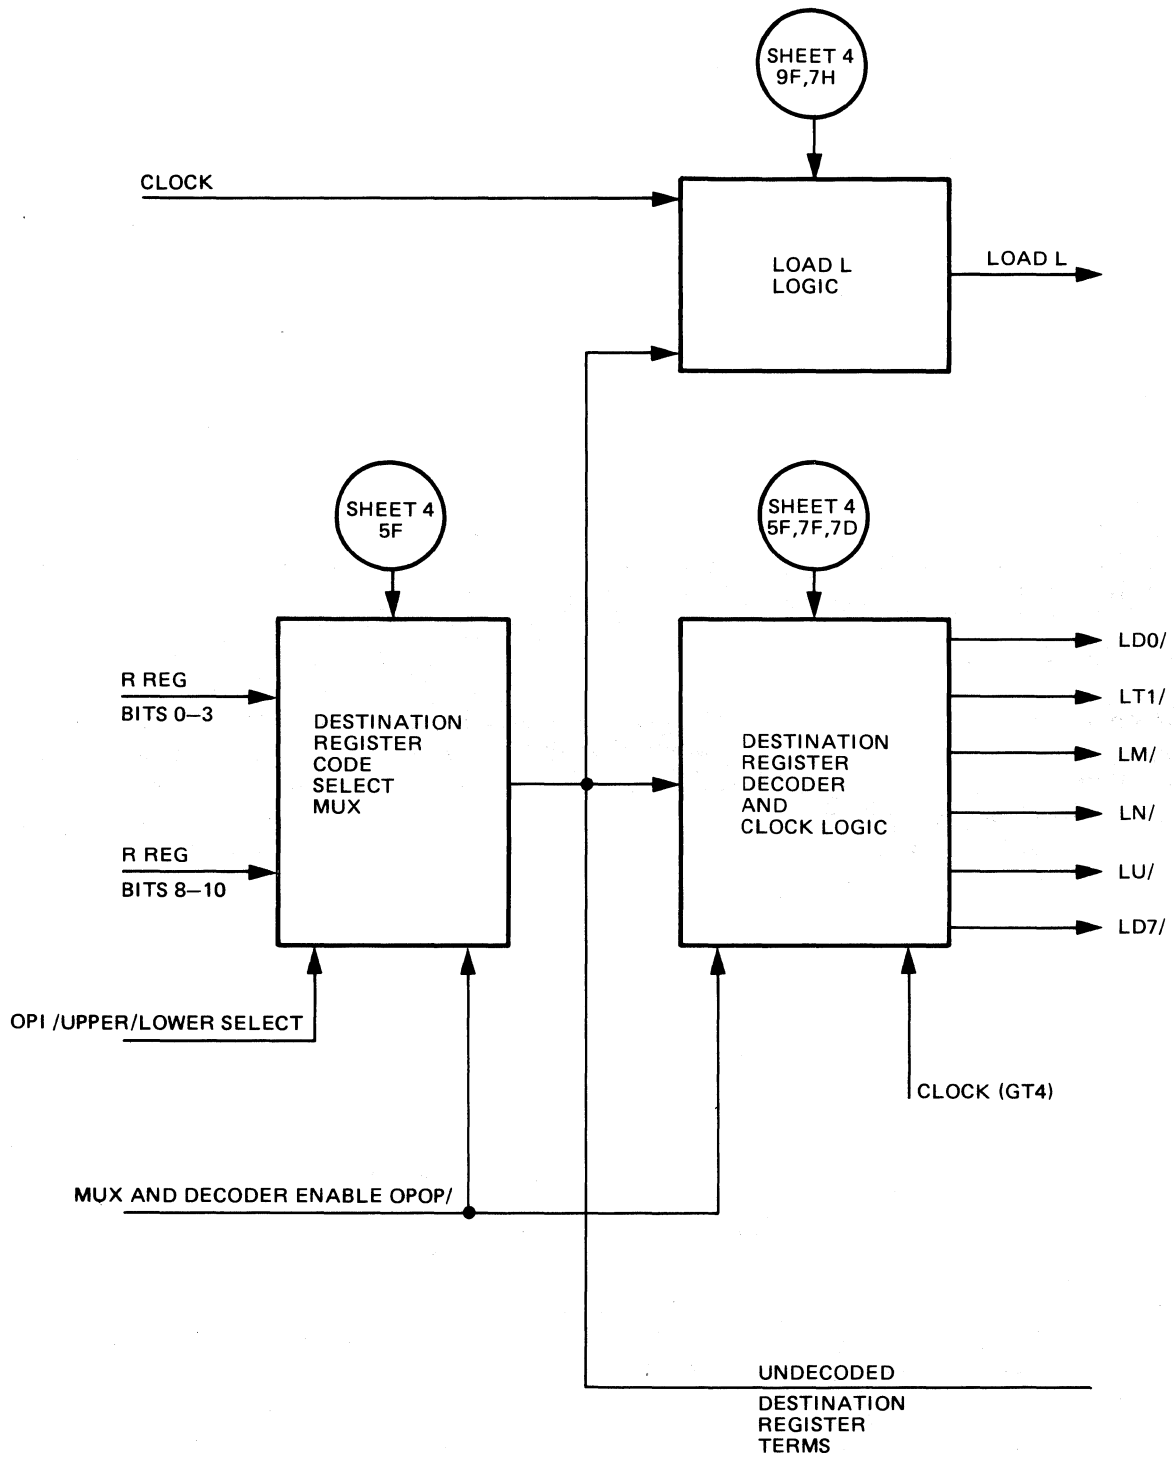 SHEET 4
9F,7H
CLOCK
LOAD L
LOGIC
LOAD L
SHEET 4
5F
SHEET 4
5F,7F,7D
R REG
BITS 0–3
R REG
BITS 8–10
DESTINATION
REGISTER
CODE
SELECT
MUX
DESTINATION
REGISTER
DECODER
AND
CLOCK LOGIC
LD0/
LT1/
LM/
LN/
LU/
LD7/
OPI /UPPER/LOWER SELECT
CLOCK (GT4)
MUX AND DECODER ENABLE OPOP/
UNDECODED
DESTINATION
REGISTER
TERMS